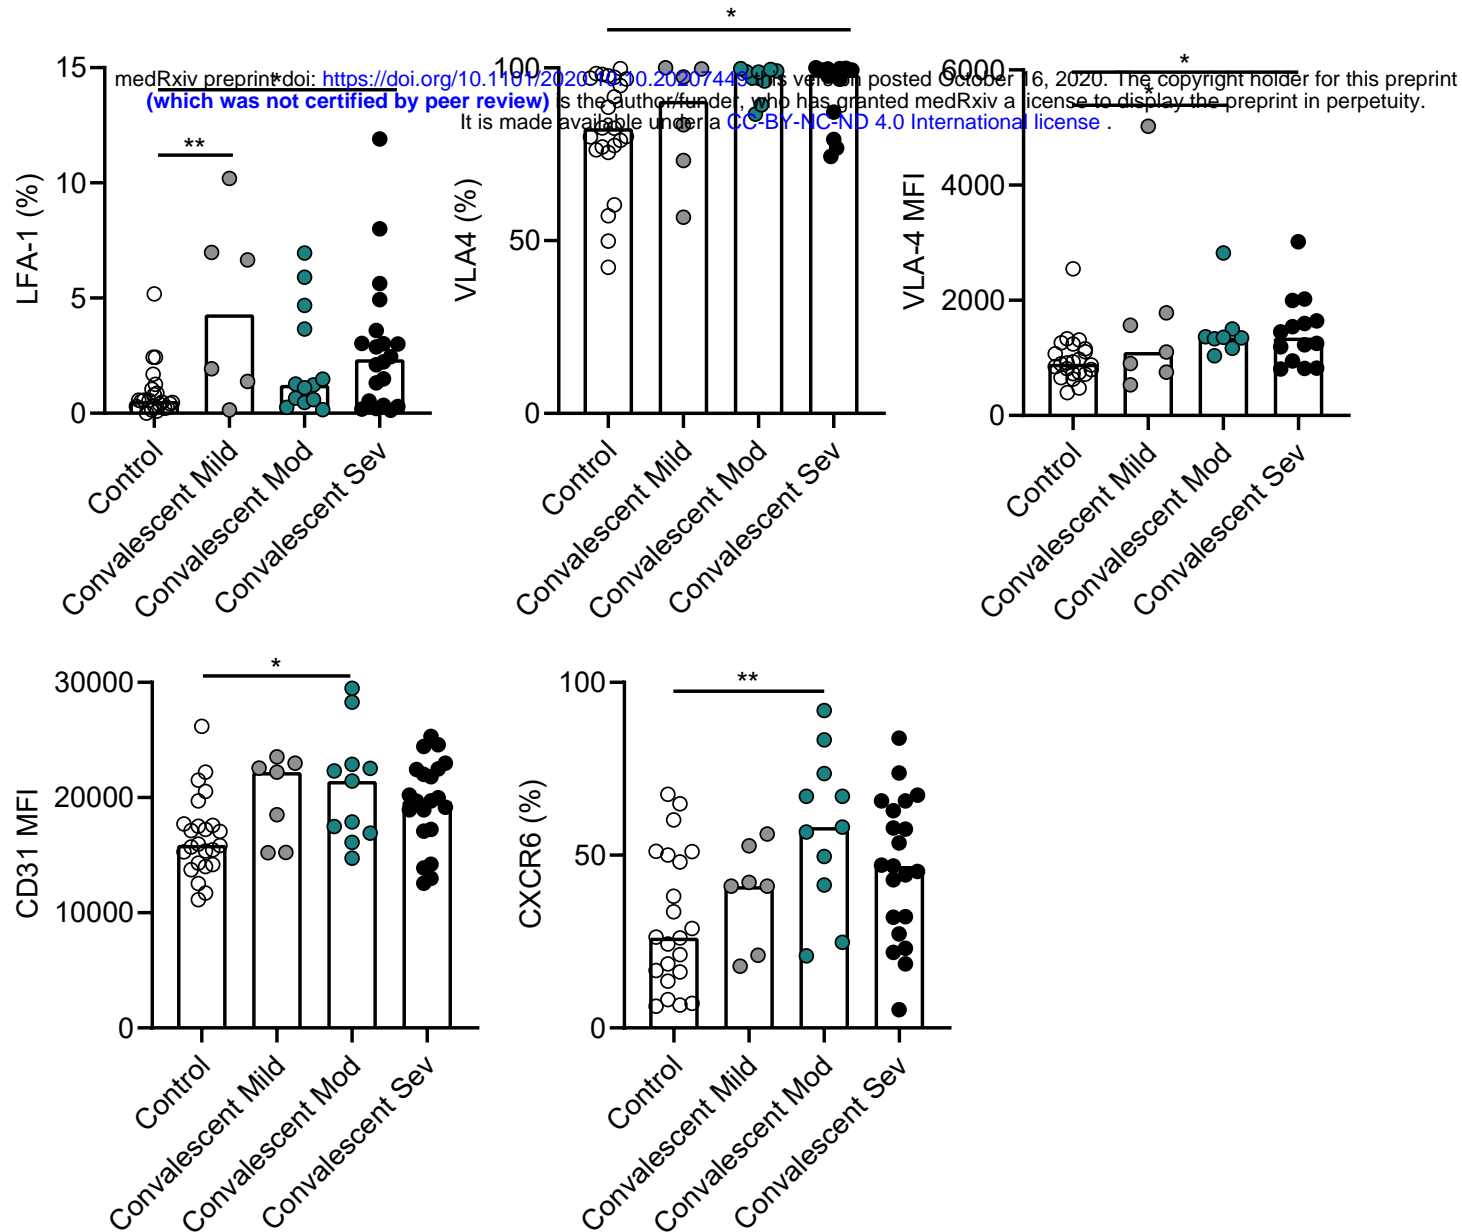 *
medRxiv preprint doi: https://doi.org/10.1101/2020.10.10.20207449; this version posted October 16, 2020. The copyright holder for this preprint
(which was not certified by peer review) is the author/funder, who has granted medRxiv a license to display the preprint in perpetuity.
It is made available under a CC-BY-NC-ND 4.0 International license .
LFA-1 (%)
15
10
5
0
*
**
Control
Convalescent Mild
Convalescent Mod
Convalescent Sev
VLA4 (%)
100
50
0
Control
Convalescent Mild
Convalescent Mod
Convalescent Sev
VLA-4 MFI
6000
4000
2000
0
*
*
Control
Convalescent Mild
Convalescent Mod
Convalescent Sev
CD31 MFI
30000
20000
10000
0
*
Control
Convalescent Mild
Convalescent Mod
Convalescent Sev
CXCR6 (%)
100
50
0
**
Control
Convalescent Mild
Convalescent Mod
Convalescent Sev